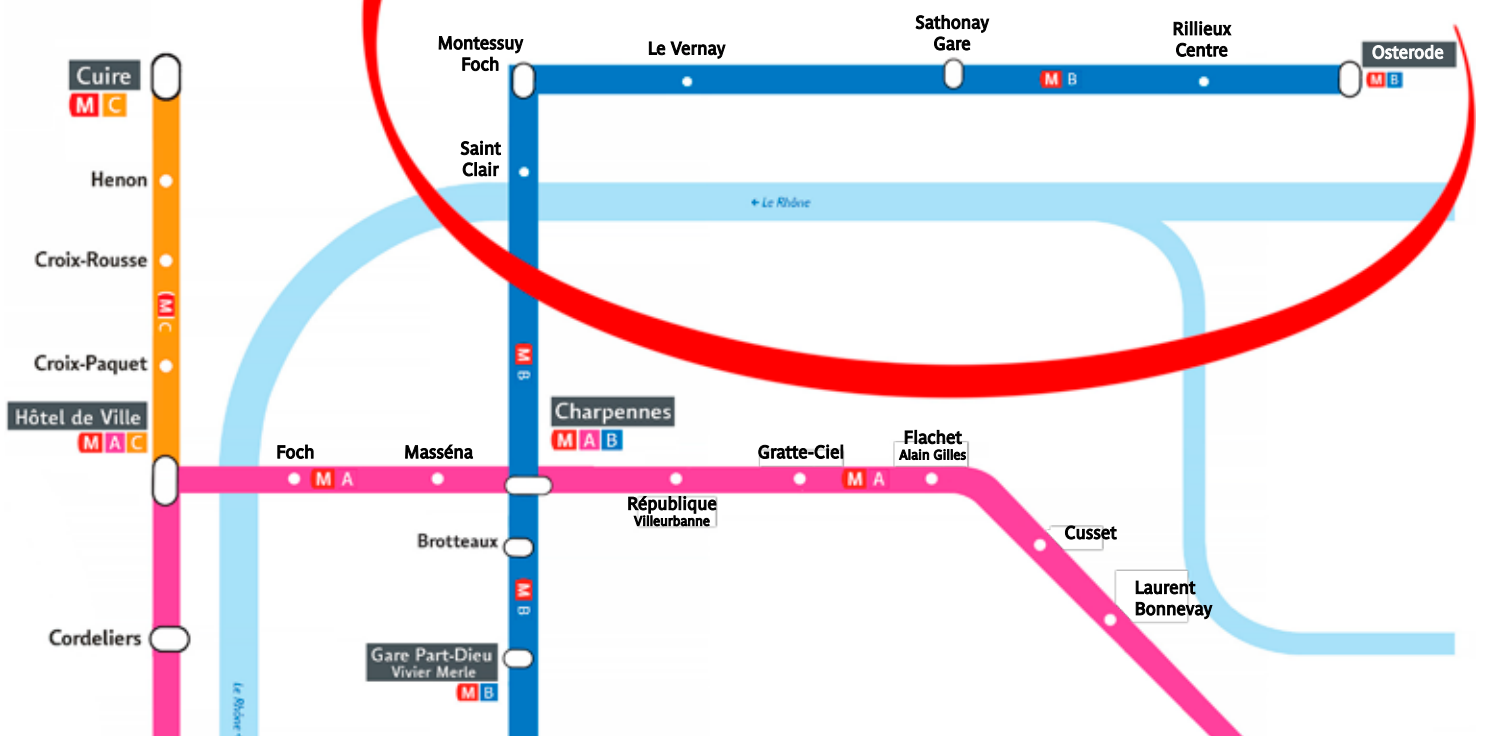 Cuire
M C
Henon
Croix-Rousse
M C
Croix-Paquet
Hôtel de Ville
M A C
Cordeliers
Montessuy
Foch
Le Vernay
Sathonay
Gare
M B
Rillieux
Centre
Osterode
M B
Saint
Clair
← Le Rhône
M B
Charpennes
M A B
Foch
M A
Masséna
République
Villeurbanne
Gratte-Ciel
M A
Flachet
Alain Gilles
Cusset
Laurent
Bonnevay
Brotteaux
M B
Gare Part-Dieu
Vivier Merle
M B
Le Rhône